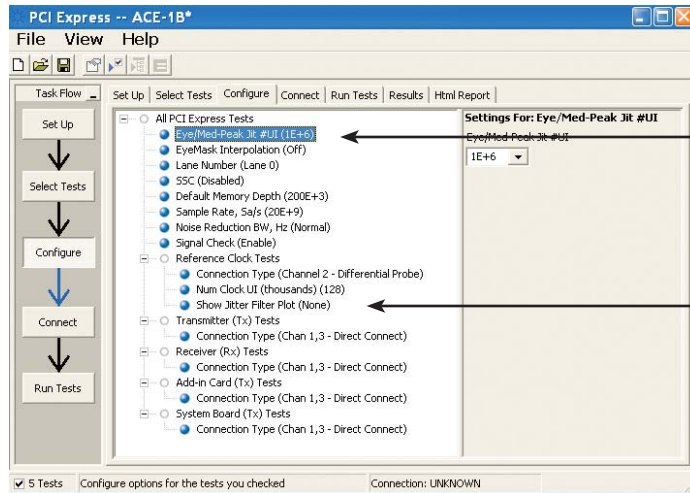 PCI Express -- ACE-1B*
File View Help
Task Flow
Set Up
Select Tests
Configure
Connect
Run Tests
Set Up Select Tests Configure Connect Run Tests Results Html Report
All PCI Express Tests
Eye/Med-Peak Jit #UI (1E+6)
EyeMask Interpolation (Off)
Lane Number (Lane 0)
SSC (Disabled)
Default Memory Depth (200E+3)
Sample Rate, Sa/s (20E+9)
Noise Reduction BW, Hz (Normal)
Signal Check (Enable)
Reference Clock Tests
Connection Type (Channel 2 - Differential Probe)
Num Clock UI (thousands) (128)
Show Jitter Filter Plot (None)
Transmitter (Tx) Tests
Connection Type (Chan 1,3 - Direct Connect)
Receiver (Rx) Tests
Connection Type (Chan 1,3 - Direct Connect)
Add-in Card (Tx) Tests
Connection Type (Chan 1,3 - Direct Connect)
System Board (Tx) Tests
Connection Type (Chan 1,3 - Direct Connect)
Settings For: Eye/Med-Peak Jit #UI
Eye/Med-Peak Jit #UI
1E+6
5 Tests Configure options for the tests you checked Connection: UNKNOWN